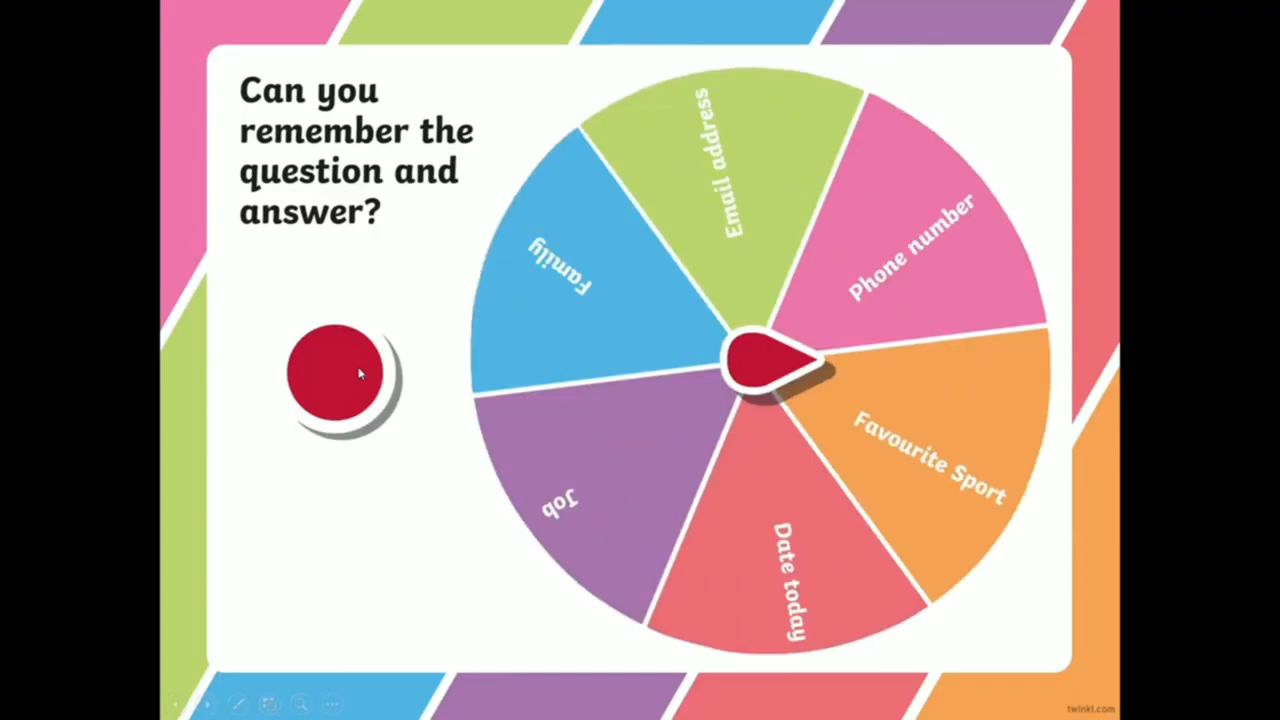 Can you
remember the
question and
answer?
Email address
Phone number
Family
Favourite Sport
Job
Date today
twinkl.com